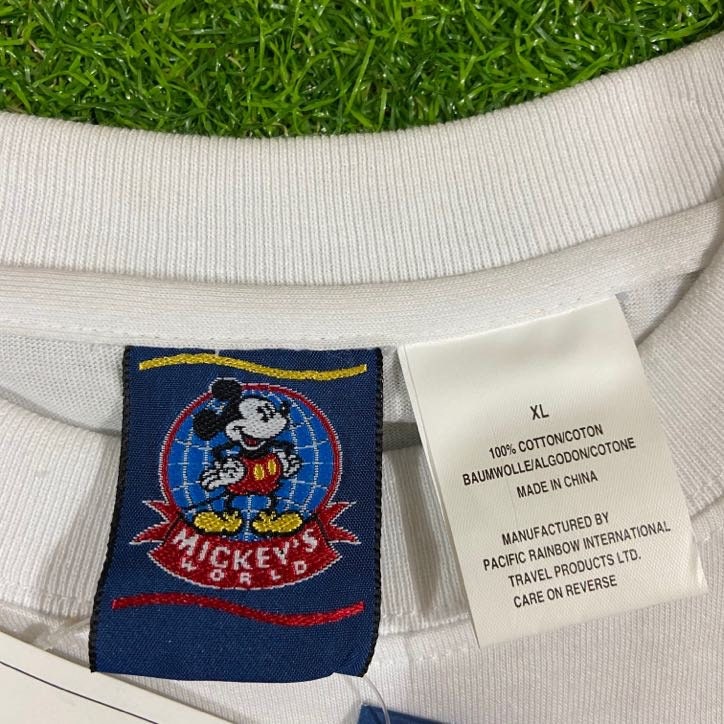 MICKEY'S
WORLD
XL
100% COTTON/COTON
BAUMWOLLE/ALGODON/COTONE
MADE IN CHINA
MANUFACTURED BY
PACIFIC RAINBOW INTERNATIONAL
TRAVEL PRODUCTS LTD.
CARE ON REVERSE